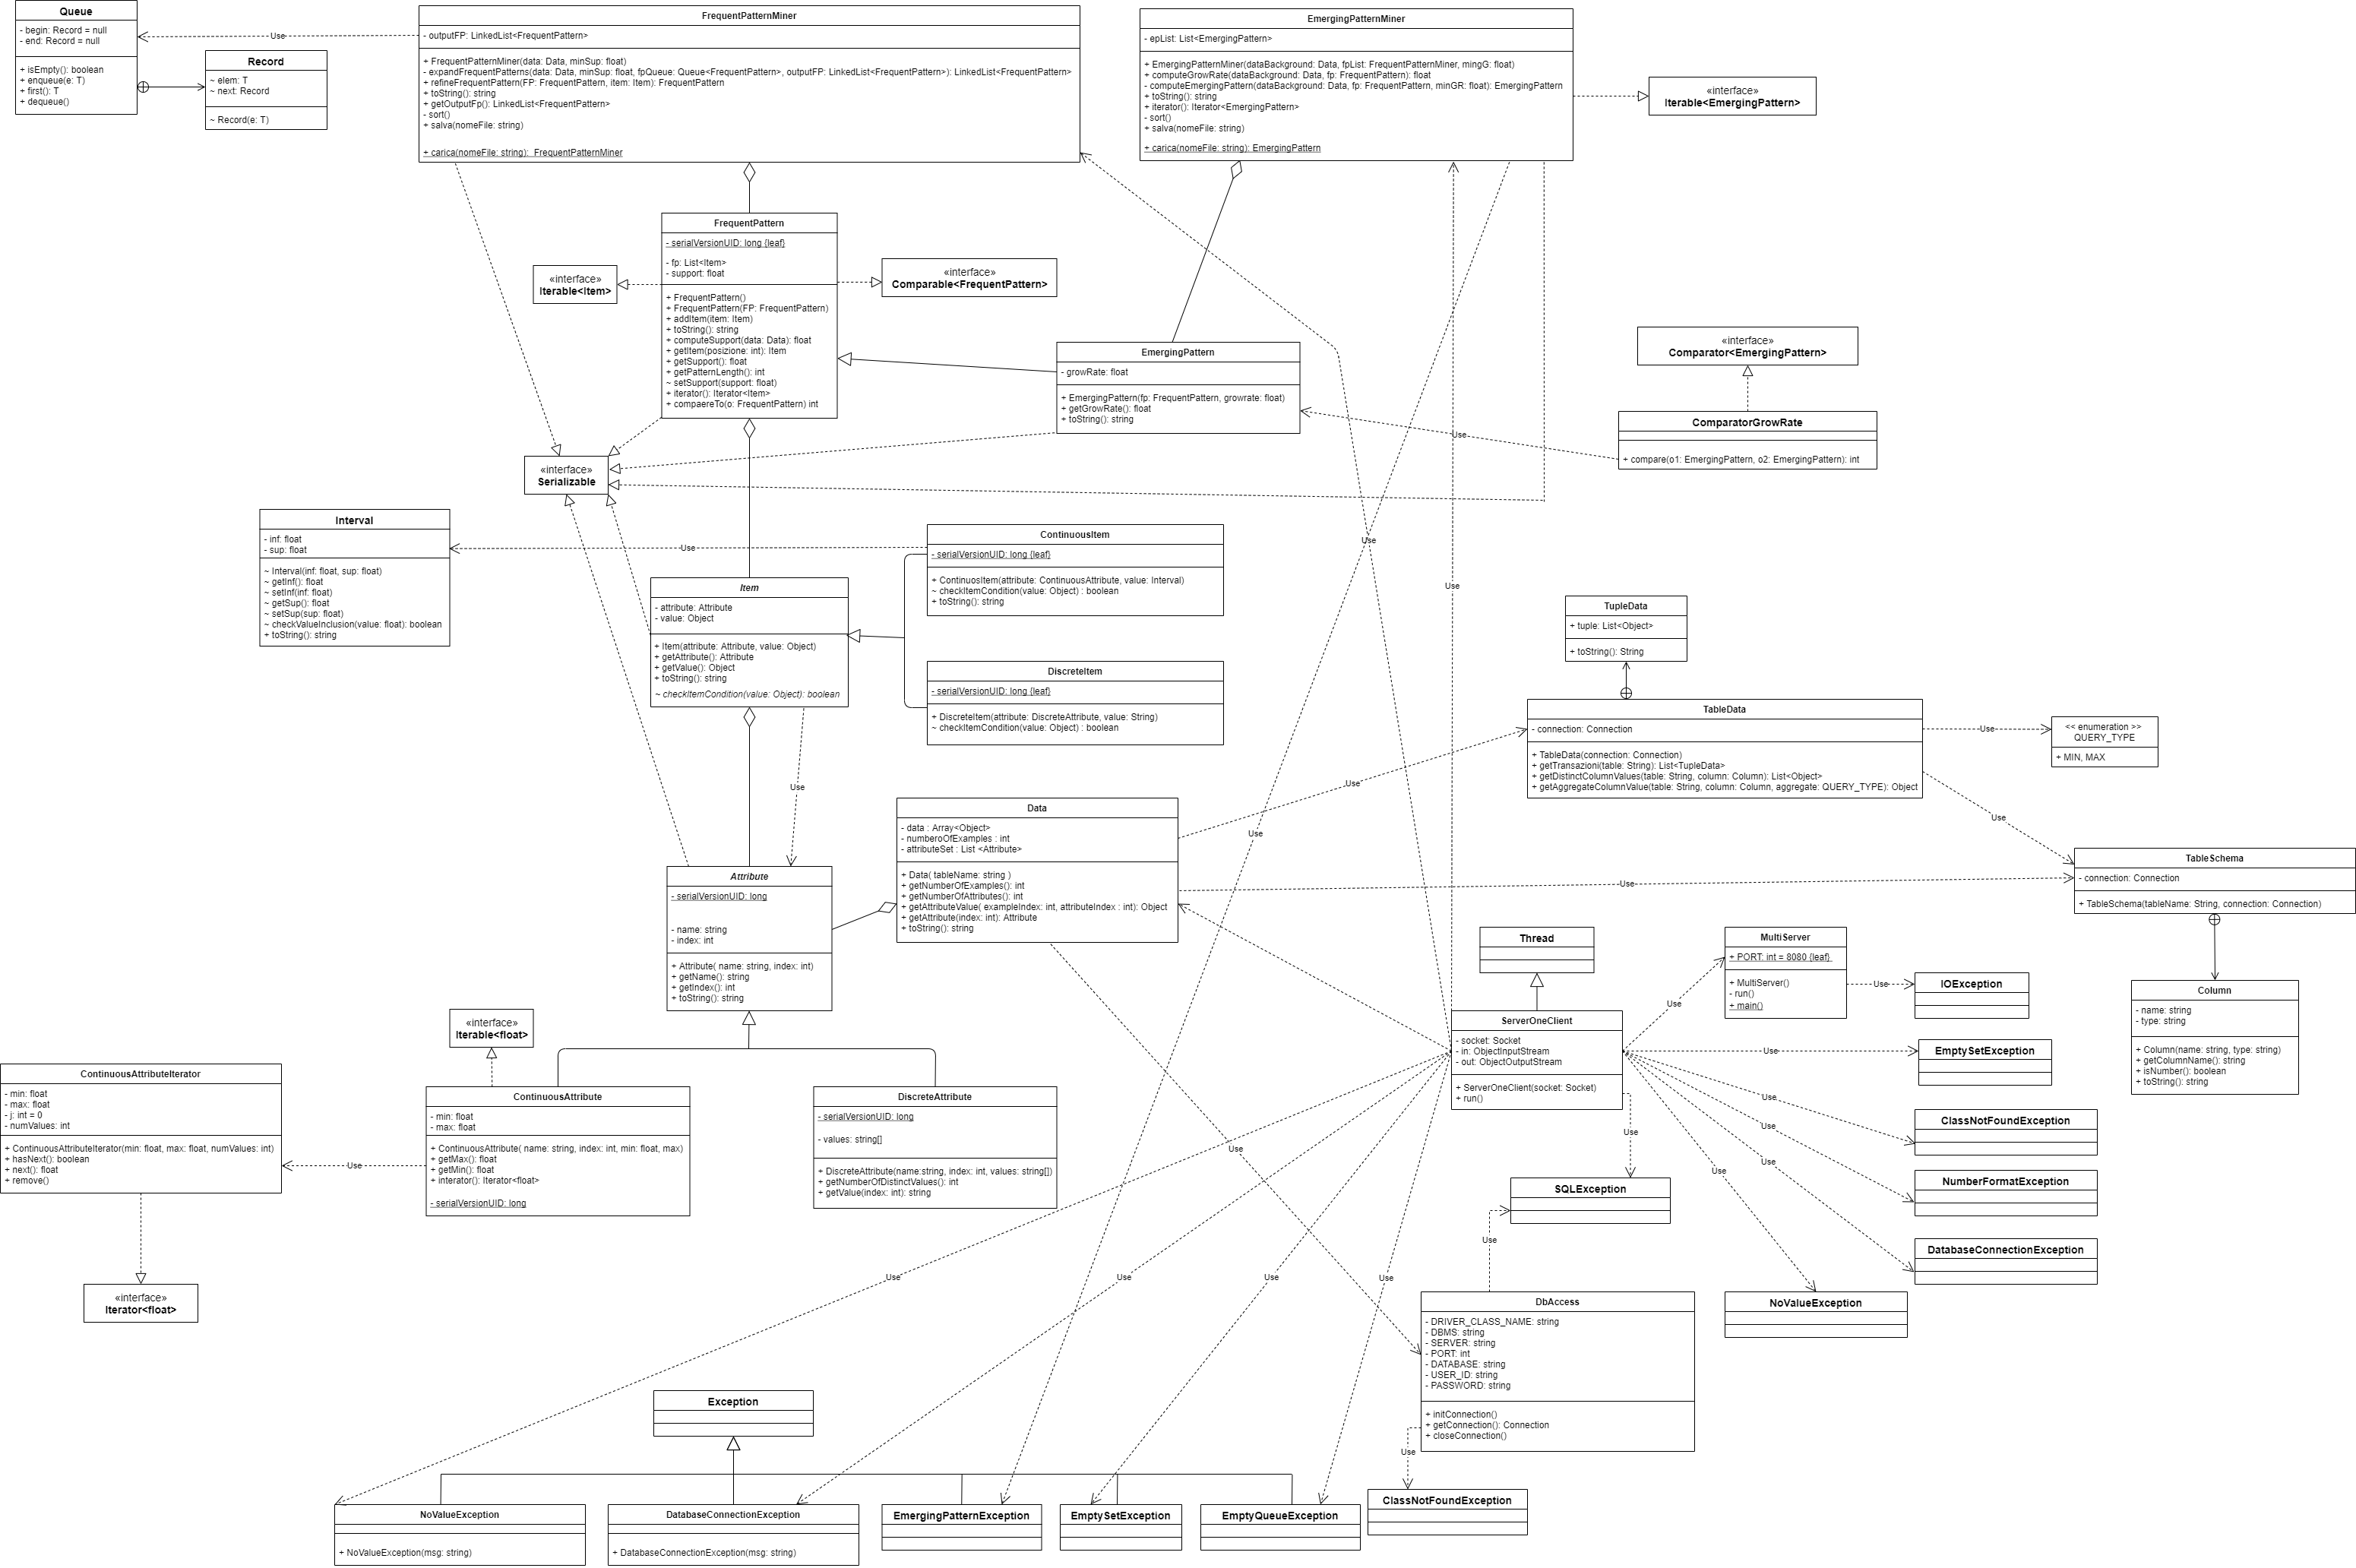 Queue
- begin: Record = null
- end: Record = null
+ isEmpty(): boolean
+ enqueue(e: T)
+ first(): T
+ dequeue()
Use
Record
~ elem: T
~ next: Record
~ Record(e: T)
FrequentPatternMiner
- outputFP: LinkedList<FrequentPattern>
+ FrequentPatternMiner(data: Data, minSup: float)
- expandFrequentPatterns(data: Data, minSup: float, fpQueue: Queue<FrequentPattern>, outputFP: LinkedList<FrequentPattern>): LinkedList<FrequentPattern>
+ refineFrequentPattern(FP: FrequentPattern, item: Item): FrequentPattern
+ toString(): string
+ getOutputFp(): LinkedList<FrequentPattern>
- sort()
+ salva(nomeFile: string)
+ carica(nomeFile: string):  FrequentPatternMiner
EmergingPatternMiner
- epList: List<EmergingPattern>
+ EmergingPatternMiner(dataBackground: Data, fpList: FrequentPatternMiner, mingG: float)
+ computeGrowRate(dataBackground: Data, fp: FrequentPattern): float
- computeEmergingPattern(dataBackground: Data, fp: FrequentPattern, minGR: float): EmergingPattern
+ toString(): string
+ iterator(): Iterator<EmergingPattern>
- sort()
+ salva(nomeFile: string)
+ carica(nomeFile: string): EmergingPattern
«interface»
Iterable<EmergingPattern>
FrequentPattern
- serialVersionUID: long {leaf}
- fp: List<Item>
- support: float
+ FrequentPattern()
+ FrequentPattern(FP: FrequentPattern)
+ addItem(item: Item)
+ toString(): string
+ computeSupport(data: Data): float
+ getItem(posizione: int): Item
+ getSupport(): float
+ getPatternLength(): int
~ setSupport(support: float)
+ iterator(): Iterator<Item>
+ compaereTo(o: FrequentPattern) int
«interface»
Iterable<Item>
«interface»
Comparable<FrequentPattern>
EmergingPattern
- growRate: float
+ EmergingPattern(fp: FrequentPattern, growrate: float)
+ getGrowRate(): float
+ toString(): string
«interface»
Comparator<EmergingPattern>
ComparatorGrowRate
+ compare(o1: EmergingPattern, o2: EmergingPattern): int
Use
«interface»
Serializable
Interval
- inf: float
- sup: float
~ Interval(inf: float, sup: float)
~ getInf(): float
~ setInf(inf: float)
~ getSup(): float
~ setSup(sup: float)
~ checkValueInclusion(value: float): boolean
+ toString(): string
Use
ContinuousItem
- serialVersionUID: long {leaf}
+ ContinuosItem(attribute: ContinuousAttribute, value: Interval)
~ checkItemCondition(value: Object) : boolean
+ toString(): string
Use
Use
Item
- attribute: Attribute
- value: Object
+ Item(attribute: Attribute, value: Object)
+ getAttribute(): Attribute
+ getValue(): Object
+ toString(): string
~ checkItemCondition(value: Object): boolean
DiscreteItem
- serialVersionUID: long {leaf}
+ DiscreteItem(attribute: DiscreteAttribute, value: String)
~ checkItemCondition(value: Object) : boolean
TupleData
+ tuple: List<Object>
+ toString(): String
TableData
- connection: Connection
+ TableData(connection: Connection)
+ getTransazioni(table: String): List<TupleData>
+ getDistinctColumnValues(table: String, column: Column): List<Object>
+ getAggregateColumnValue(table: String, column: Column, aggregate: QUERY_TYPE): Object
Use
<< enumeration >>
QUERY_TYPE
+ MIN, MAX
Use
Use
Use
Use
Data
- data : Array<Object>
- numberoOfExamples : int
- attributeSet : List <Attribute>
+ Data( tableName: string )
+ getNumberOfExamples(): int
+ getNumberOfAttributes(): int
+ getAttributeValue( exampleIndex: int, attributeIndex : int): Object
+ getAttribute(index: int): Attribute
+ toString(): string
Use
TableSchema
- connection: Connection
+ TableSchema(tableName: String, connection: Connection)
Attribute
- serialVersionUID: long
- name: string
- index: int
+ Attribute( name: string, index: int)
+ getName(): string
+ getIndex(): int
+ toString(): string
Thread
MultiServer
+ PORT: int = 8080 {leaf}
+ MultiServer()
- run()
+ main()
Use
IOException
Use
Column
- name: string
- type: string
+ Column(name: string, type: string)
+ getColumnName(): string
+ isNumber(): boolean
+ toString(): string
ServerOneClient
- socket: Socket
- in: ObjectInputStream
- out: ObjectOutputStream
+ ServerOneClient(socket: Socket)
+ run()
Use
EmptySetException
Use
ClassNotFoundException
Use
NumberFormatException
Use
DatabaseConnectionException
Use
NoValueException
Use
SQLException
«interface»
Iterable<float>
ContinuousAttributeIterator
- min: float
- max: float
- j: int = 0
- numValues: int
+ ContinuousAttributeIterator(min: float, max: float, numValues: int)
+ hasNext(): boolean
+ next(): float
+ remove()
Use
ContinuousAttribute
- min: float
- max: float
+ ContinuousAttribute( name: string, index: int, min: float, max)
+ getMax(): float
+ getMin(): float
+ interator(): Iterator<float>
- serialVersionUID: long
DiscreteAttribute
- serialVersionUID: long
- values: string[]
+ DiscreteAttribute(name:string, index: int, values: string[])
+ getNumberOfDistinctValues(): int
+ getValue(index: int): string
Use
«interface»
Iterator<float>
Use
Use
Use
Use
Use
DbAccess
- DRIVER_CLASS_NAME: string
- DBMS: string
- SERVER: string
- PORT: int
- DATABASE: string
- USER_ID: string
- PASSWORD: string
+ initConnection()
+ getConnection(): Connection
+ closeConnection()
Use
Exception
ClassNotFoundException
NoValueException
+ NoValueException(msg: string)
DatabaseConnectionException
+ DatabaseConnectionException(msg: string)
EmergingPatternException
EmptySetException
EmptyQueueException